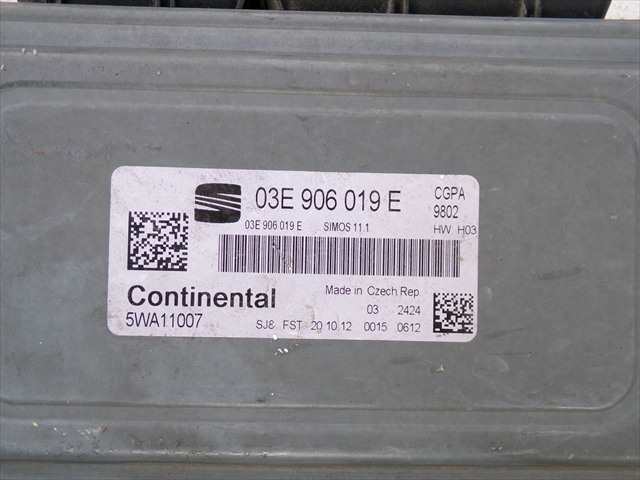 03E 906 019 E
CGPA
9802
03E 906 019 E SIMOS 11.1
HW H03
Continental
Made in Czech Rep.
5WA11007
03 2424
SJ8 FST 20 10 12 0015 0612